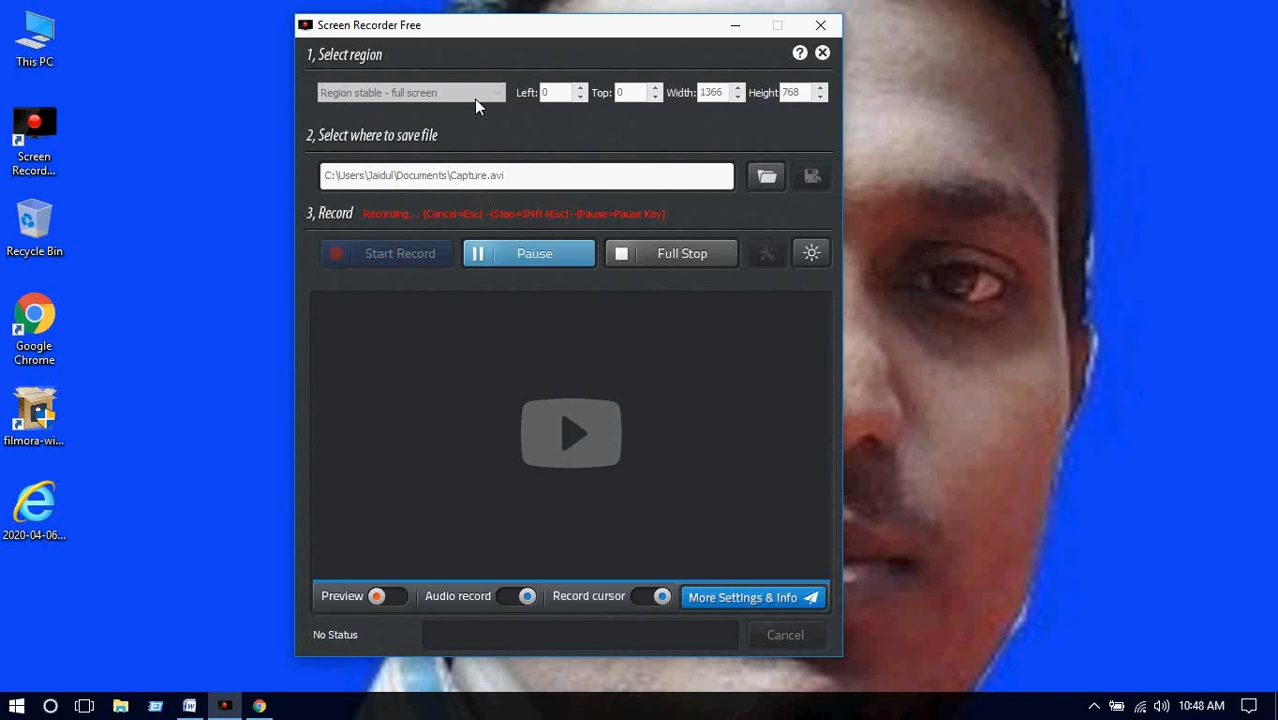 This PC
Screen
Recor...
Recycle Bin
Google
Chrome
filmora-wi...
2020-04-06...
Screen Recorder Free
1, Select region
Region stable - full screen
Left: 0 Top: 0 Width: 1366 Height 768
2, Select where to save file
C:\Users\Jaidul\Documents\Capture.avi
3, Record Recording... (Cancel=Esc)--(Stop=Shift+Esc)--(Pause=Pause Key)
Start Record Pause Full Stop
Preview Audio record Record cursor More Settings & Info
No Status Cancel
10:48 AM